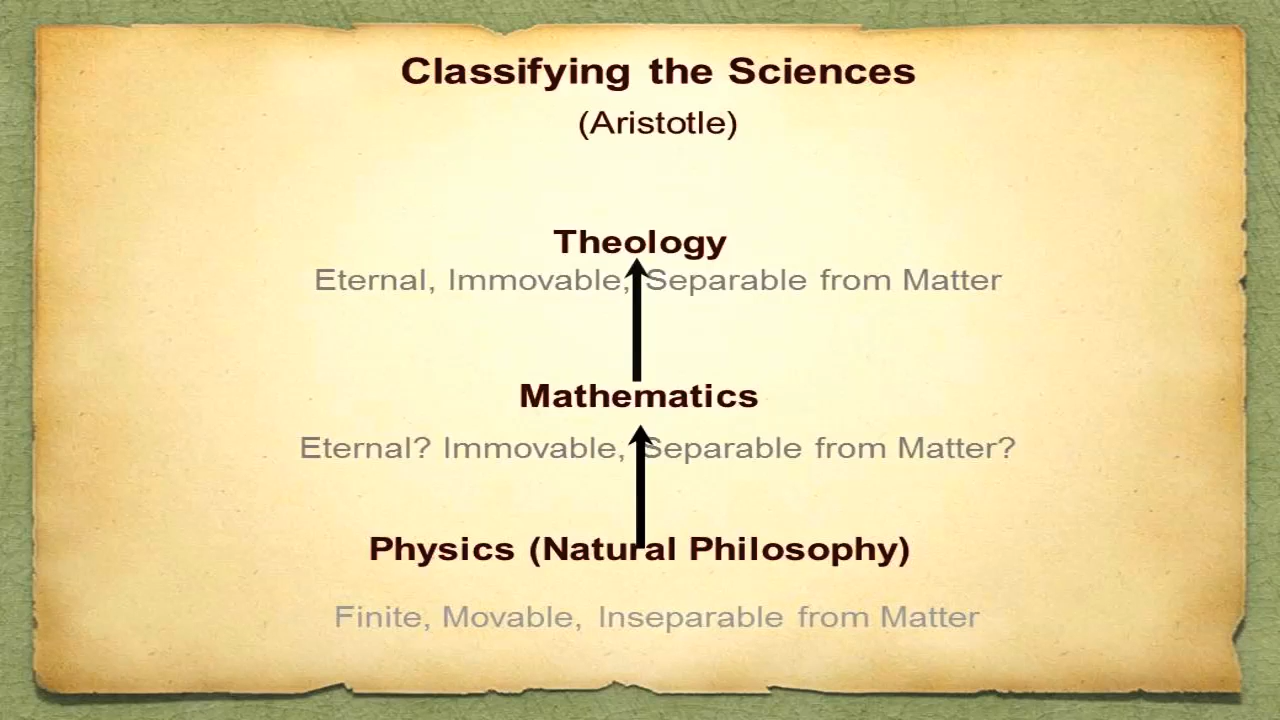 Classifying the Sciences
(Aristotle)
Theology
Eternal, Immovable, Separable from Matter
Mathematics
Eternal? Immovable, Separable from Matter?
Physics (Natural Philosophy)
Finite, Movable, Inseparable from Matter